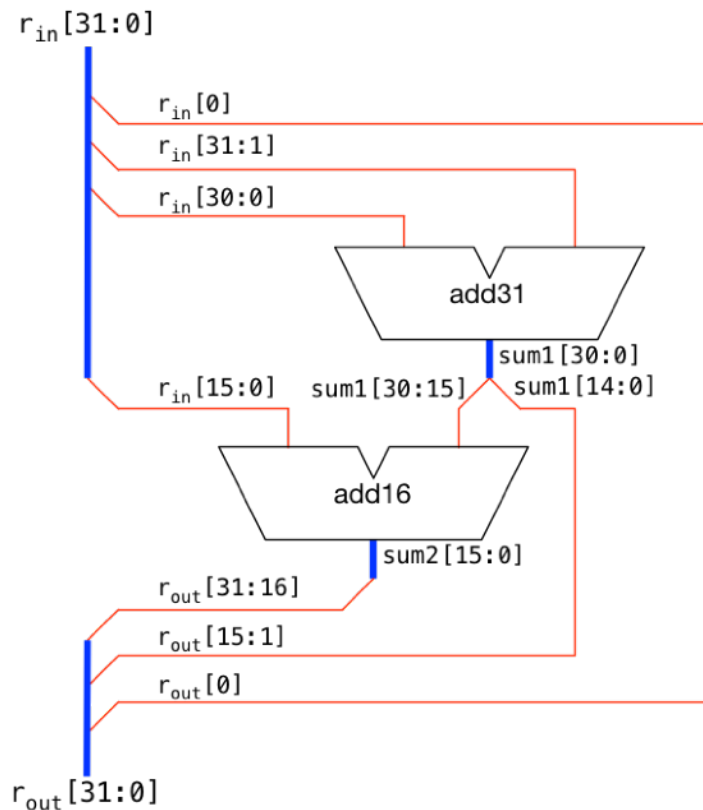 r_in[31:0]
r_in[0]
r_in[31:1]
r_in[30:0]
add31
sum1[30:0]
r_in[15:0]
sum1[30:15]
sum1[14:0]
add16
sum2[15:0]
r_out[31:16]
r_out[15:1]
r_out[0]
r_out[31:0]